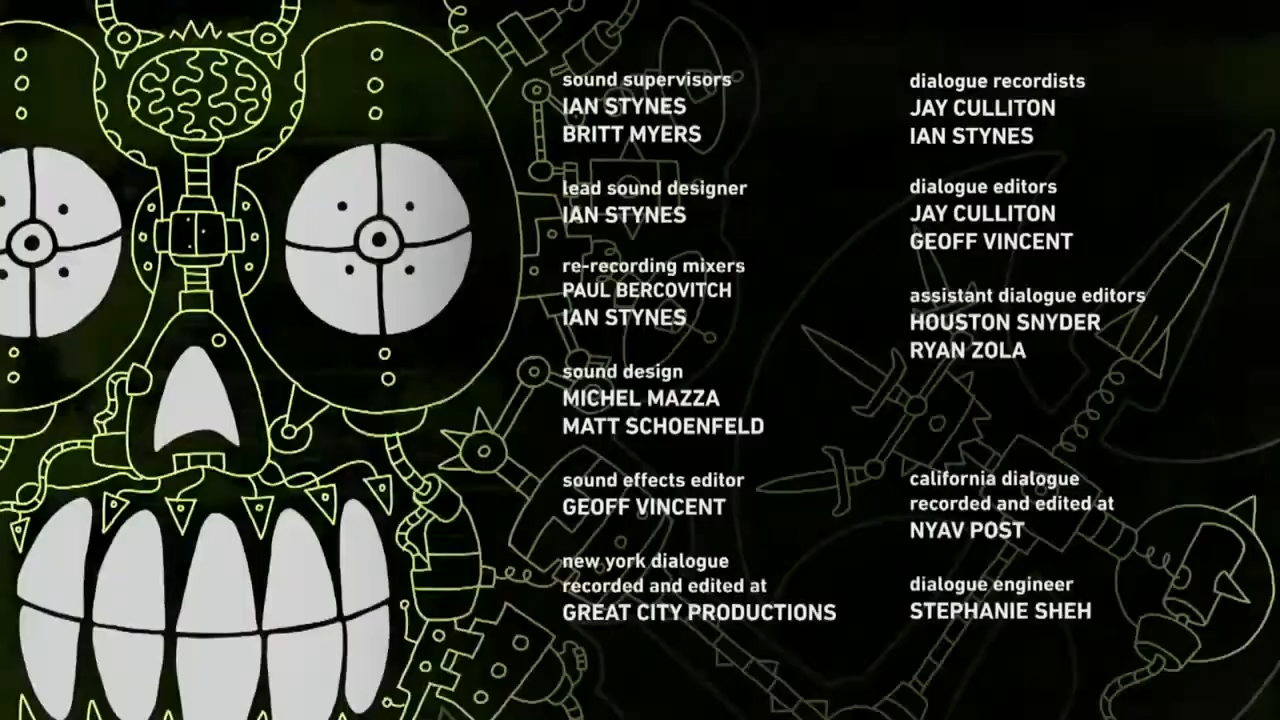 sound supervisors
IAN STYNES
BRITT MYERS
lead sound designer
IAN STYNES
re-recording mixers
PAUL BERCOVITCH
IAN STYNES
sound design
MICHEL MAZZA
MATT SCHOENFELD
sound effects editor
GEOFF VINCENT
new york dialogue
recorded and edited at
GREAT CITY PRODUCTIONS
dialogue recordists
JAY CULLITON
IAN STYNES
dialogue editors
JAY CULLITON
GEOFF VINCENT
assistant dialogue editors
HOUSTON SNYDER
RYAN ZOLA
california dialogue
recorded and edited at
NYAV POST
dialogue engineer
STEPHANIE SHEH